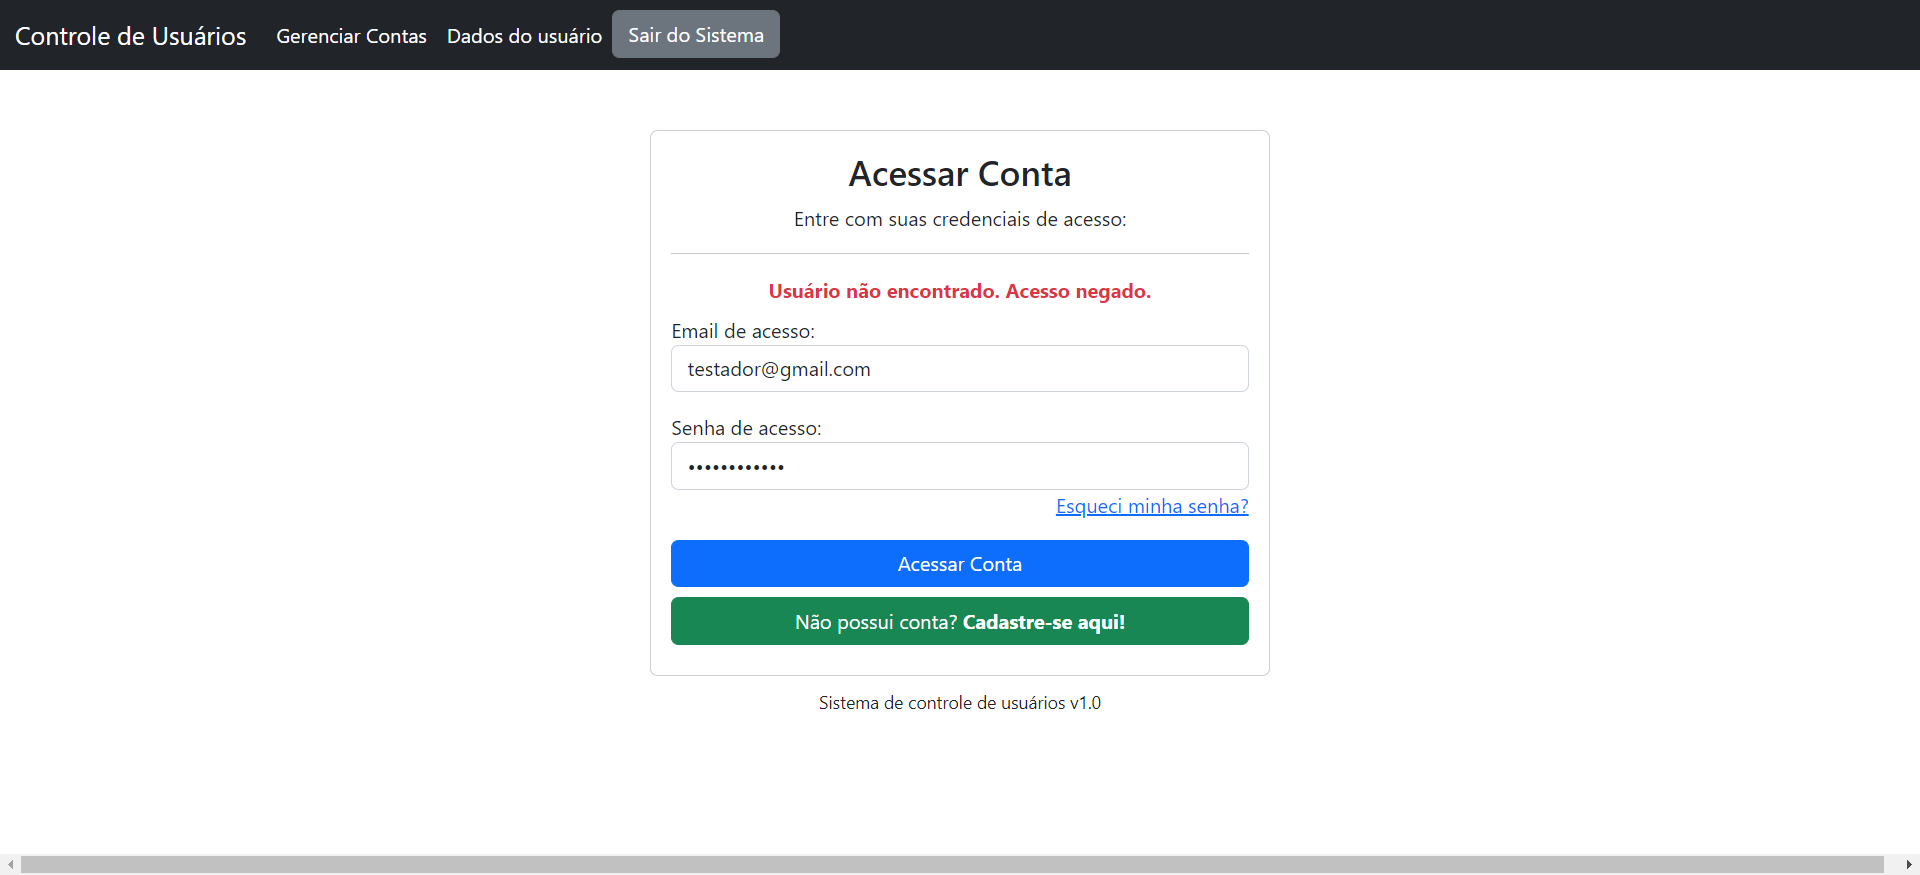 Controle de Usuários Gerenciar Contas Dados do usuário Sair do Sistema
Acessar Conta
Entre com suas credenciais de acesso:
Usuário não encontrado. Acesso negado.
Email de acesso:
testador@gmail.com
Senha de acesso:
••••••••••••
Esqueci minha senha?
Acessar Conta
Não possui conta? Cadastre-se aqui!
Sistema de controle de usuários v1.0